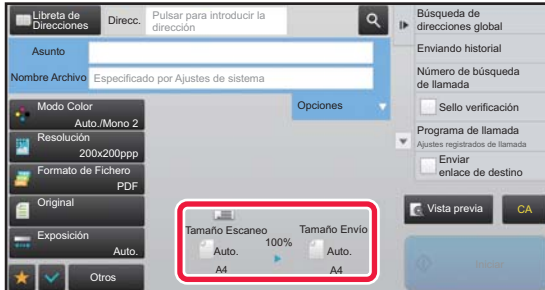 Libreta de
Direcciones
Direcc.
Pulsar para introducir la
dirección
Asunto
Nombre Archivo
Especificado por Ajustes de sistema
Opciones
Modo Color
Auto./Mono 2
Resolución
200x200ppp
Formato de Fichero
PDF
Original
Exposición
Auto.
Otros
Tamaño Escaneo
Auto.
A4
100%
Tamaño Envío
Auto.
A4
Búsqueda de
direcciones global
Enviando historial
Número de búsqueda
de llamada
Sello verificación
Programa de llamada
Ajustes registrados de llamada
Enviar
enlace de destino
Vista previa
CA